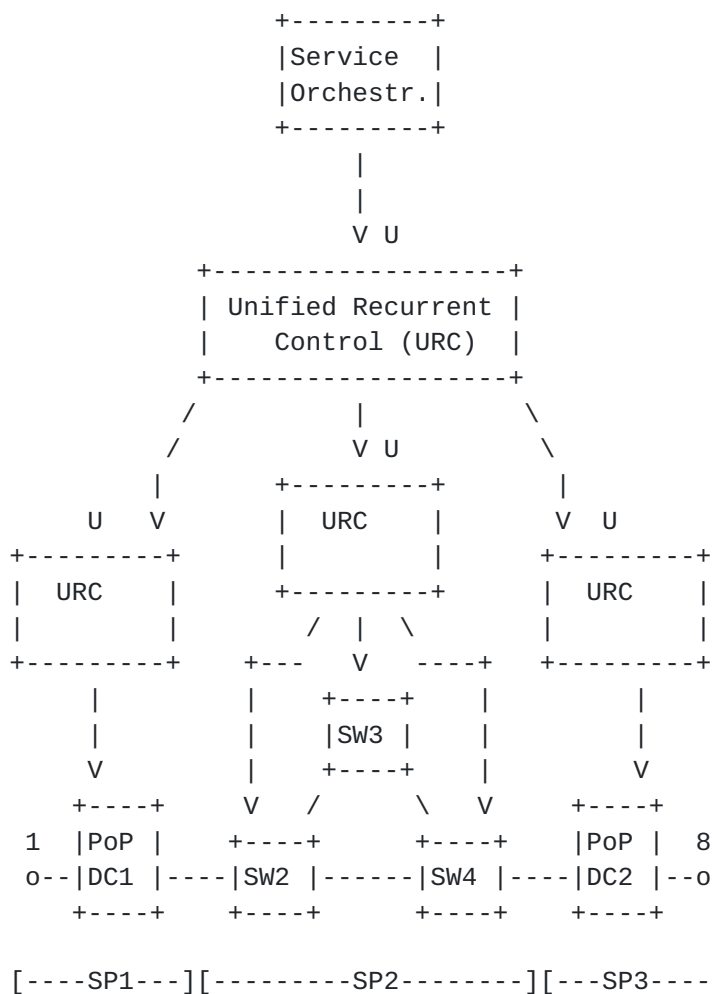 +---------+
|Service  |
|Orchestr.|
+---------+
|
|
V U
+-------------------+
| Unified Recurrent |
|   Control (URC)  |
+-------------------+
/          |          \
/           V U         \
|       +---------+       |
U   V       |  URC    |       V  U
+---------+      |         |      +---------+
|  URC    |      +---------+      |  URC    |
|         |        /  |  \        |         |
+---------+    +---   V   ----+   +---------+
|         |    +----+    |         |
|         |    |SW3 |    |         |
V         |    +----+    |         V
+----+     V   /      \   V     +----+
1  |PoP |    +----+      +----+    |PoP |  8
o--|DC1 |----|SW2 |------|SW4 |----|DC2 |--o
+----+    +----+      +----+    +----+
[----SP1---][---------SP2--------][---SP3----